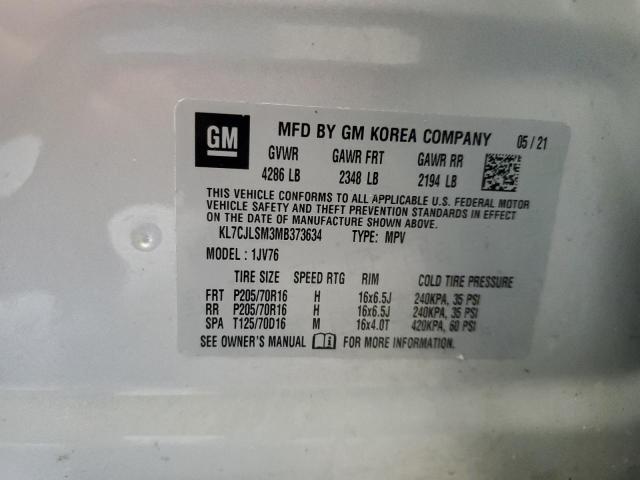 GM MFD BY GM KOREA COMPANY 05/21
GVWR GAWR FRT GAWR RR
4286 LB 2348 LB 2194 LB
THIS VEHICLE CONFORMS TO ALL APPLICABLE U.S. FEDERAL MOTOR
VEHICLE SAFETY AND THEFT PREVENTION STANDARDS IN EFFECT
ON THE DATE OF MANUFACTURE SHOWN ABOVE.
KL7CJLSM3MB373634 TYPE: MPV
MODEL: 1JV76
TIRE SIZE SPEED RTG RIM COLD TIRE PRESSURE
FRT P205/70R16 H 16x6.5J 240KPA, 35 PSI
RR P205/70R16 H 16x6.5J 240KPA, 35 PSI
SPA T125/70D16 M 16x4.0T 420KPA, 60 PSI
SEE OWNER'S MANUAL i FOR MORE INFORMATION.